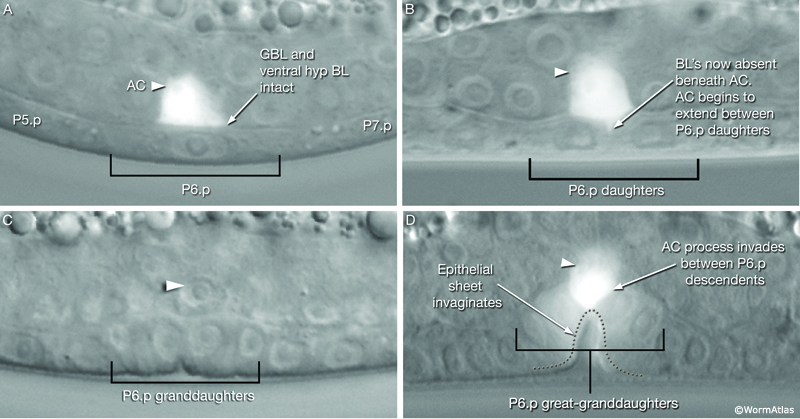 A
GBL and
ventral hyp BL
intact
AC
P5.p
P7.p
P6.p
B
BL's now absent
beneath AC.
AC begins to
extend between
P6.p daughters
P6.p daughters
C
P6.p granddaughters
D
AC process invades
between P6.p
descendents
Epithelial
sheet
invaginates
P6.p great-granddaughters
©WormAtlas